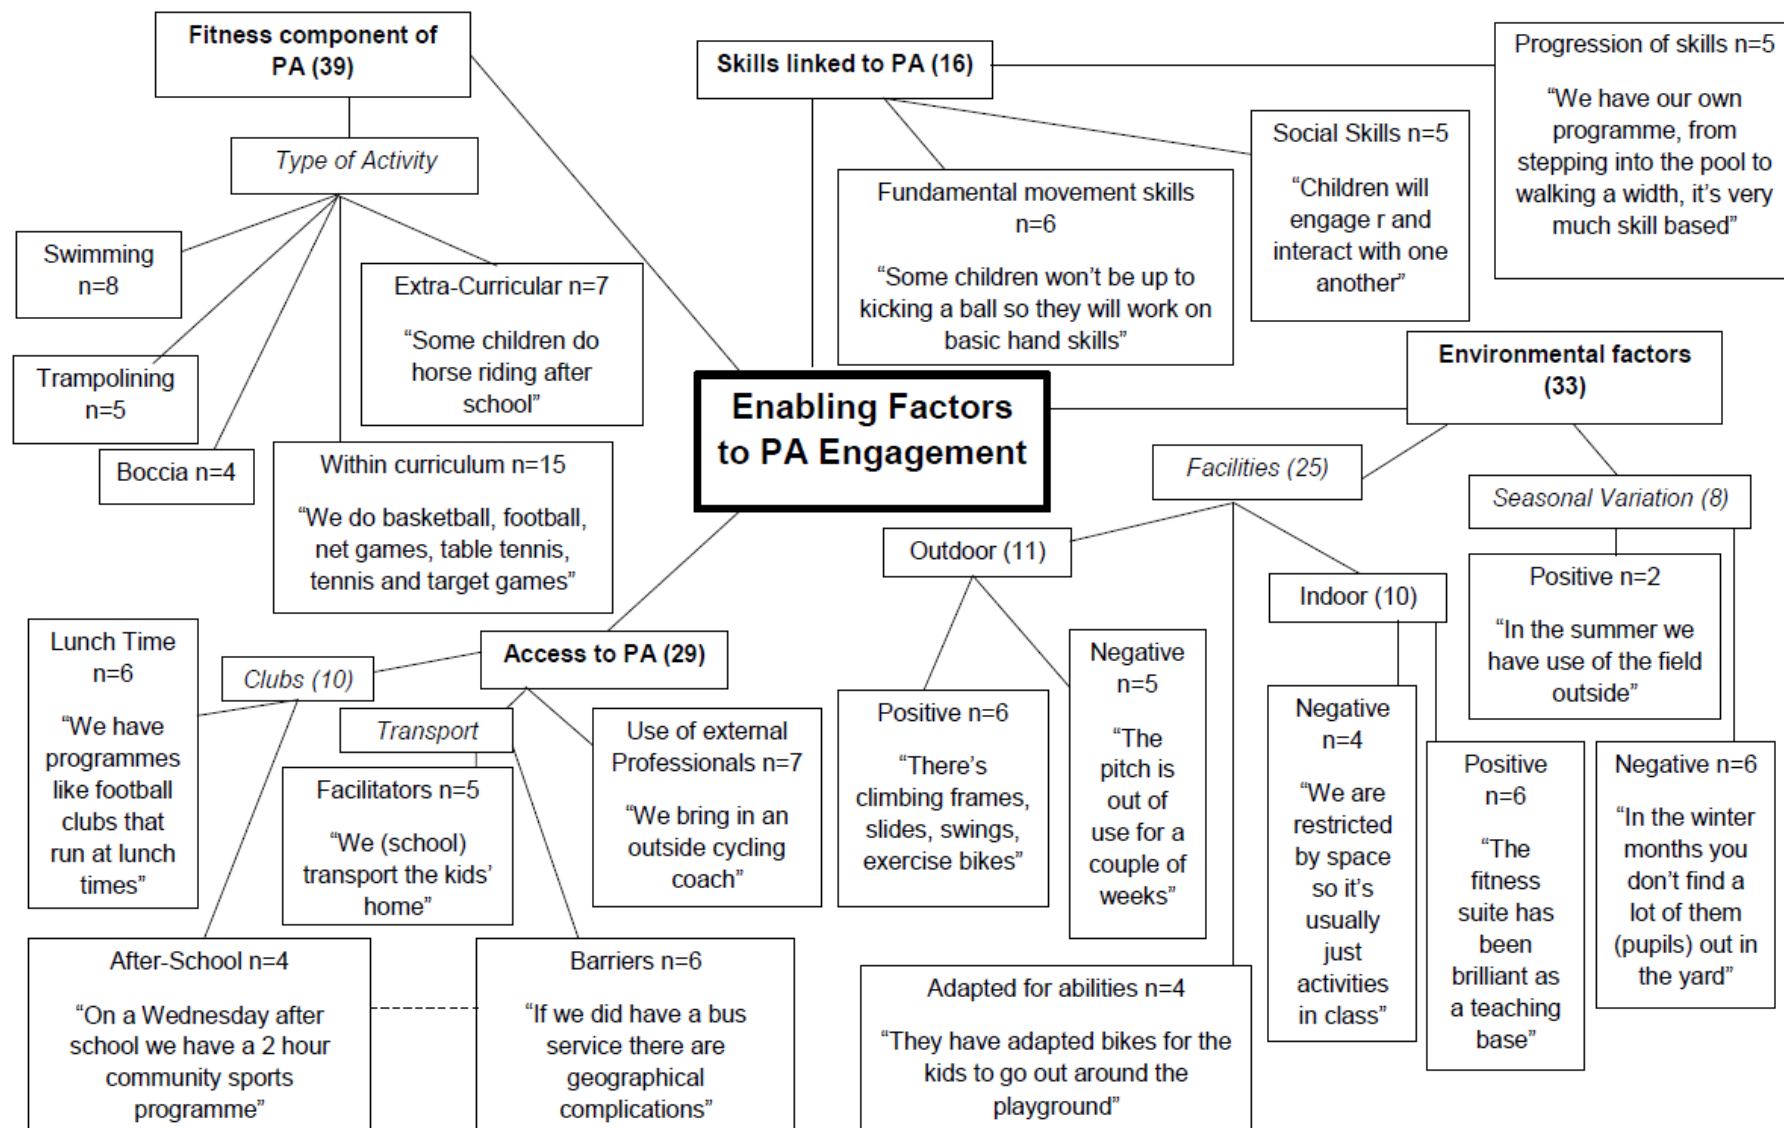 Fitness component of
PA (39)
Type of Activity
Swimming
n=8
Trampolining
n=5
Boccia n=4
Within curriculum n=15
“We do basketball, football,
net games, table tennis,
tennis and target games”
Extra-Curricular n=7
“Some children do
horse riding after
school”
Skills linked to PA (16)
Fundamental movement skills
n=6
“Some children won’t be up to
kicking a ball so they will work on
basic hand skills”
Social Skills n=5
“Children will
engage r and
interact with one
another”
Progression of skills n=5
“We have our own
programme, from
stepping into the pool to
walking a width, it’s very
much skill based”
Enabling Factors
to PA Engagement
Environmental factors
(33)
Facilities (25)
Seasonal Variation (8)
Outdoor (11)
Indoor (10)
Positive n=6
“There’s
climbing frames,
slides, swings,
exercise bikes”
Negative
n=5
“The
pitch is
out of
use for a
couple of
weeks”
Adapted for abilities n=4
“They have adapted bikes for the
kids to go out around the
playground”
Negative
n=4
“We are
restricted
by space
so it’s
usually
just
activities
in class”
Positive
n=6
“The
fitness
suite has
been
brilliant as
a teaching
base”
Positive n=2
“In the summer we
have use of the field
outside”
Negative n=6
“In the winter
months you
don’t find a
lot of them
(pupils) out in
the yard”
Access to PA (29)
Clubs (10)
Lunch Time
n=6
“We have
programmes
like football
clubs that
run at lunch
times”
After-School n=4
“On a Wednesday after
school we have a 2 hour
community sports
programme”
Transport
Facilitators n=5
“We (school)
transport the kids’
home”
Barriers n=6
“If we did have a bus
service there are
geographical
complications”
Use of external
Professionals n=7
“We bring in an
outside cycling
coach”